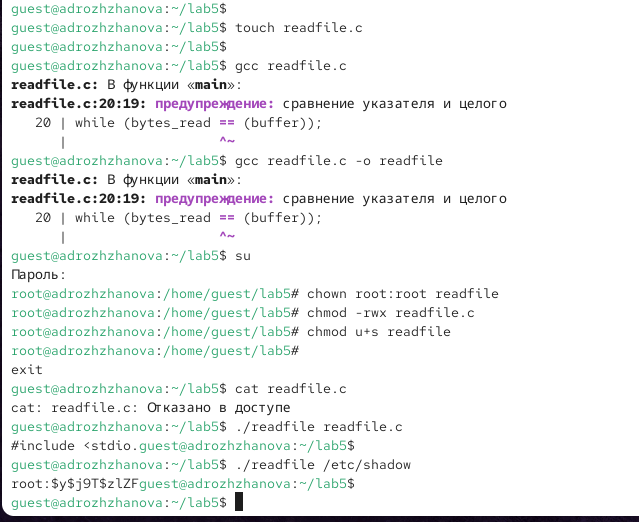 guest@adrozhzhanova:~/lab5$
guest@adrozhzhanova:~/lab5$ touch readfile.c
guest@adrozhzhanova:~/lab5$
guest@adrozhzhanova:~/lab5$ gcc readfile.c
readfile.c: В функции «main»:
readfile.c:20:19: предупреждение: сравнение указателя и целого
   20 | while (bytes_read == (buffer));
      |                   ^~
guest@adrozhzhanova:~/lab5$ gcc readfile.c -o readfile
readfile.c: В функции «main»:
readfile.c:20:19: предупреждение: сравнение указателя и целого
   20 | while (bytes_read == (buffer));
      |                   ^~
guest@adrozhzhanova:~/lab5$ su
Пароль:
root@adrozhzhanova:/home/guest/lab5# chown root:root readfile
root@adrozhzhanova:/home/guest/lab5# chmod -rwx readfile.c
root@adrozhzhanova:/home/guest/lab5# chmod u+s readfile
root@adrozhzhanova:/home/guest/lab5#
exit
guest@adrozhzhanova:~/lab5$ cat readfile.c
cat: readfile.c: Отказано в доступе
guest@adrozhzhanova:~/lab5$ ./readfile readfile.c
#include <stdio.guest@adrozhzhanova:~/lab5$
guest@adrozhzhanova:~/lab5$ ./readfile /etc/shadow
root:$y$j9T$zlZFguest@adrozhzhanova:~/lab5$
guest@adrozhzhanova:~/lab5$